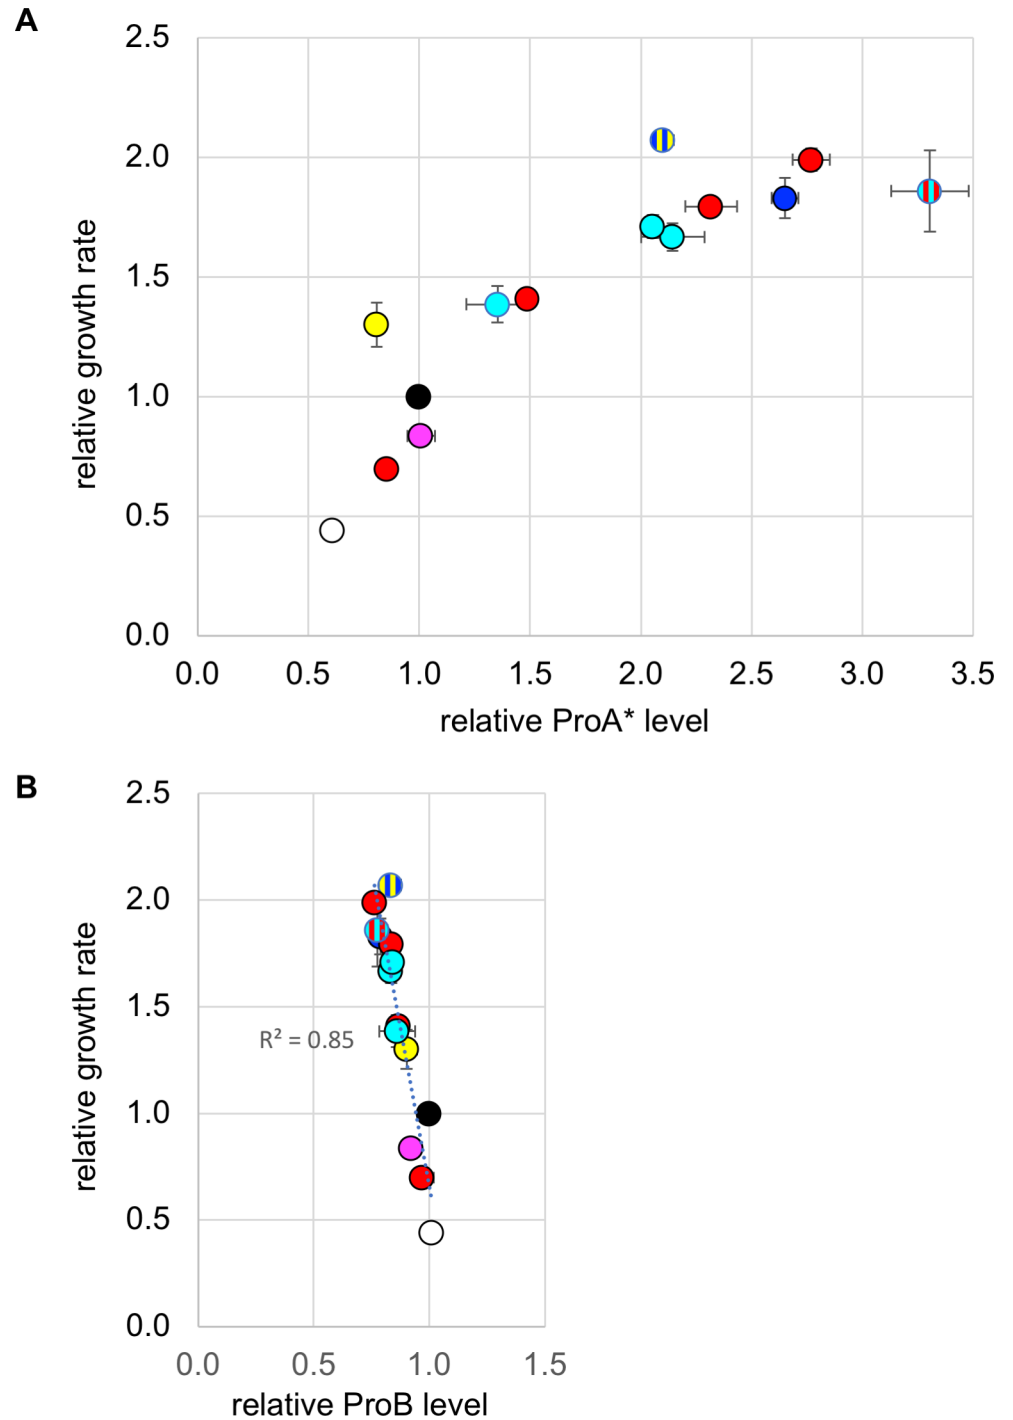 A
2.5
2.0
1.5
1.0
0.5
0.0
relative growth rate
0.0 0.5 1.0 1.5 2.0 2.5 3.0 3.5
relative ProA* level
B
2.5
2.0
1.5
1.0
0.5
0.0
relative growth rate
R² = 0.85
0.0 0.5 1.0 1.5
relative ProB level